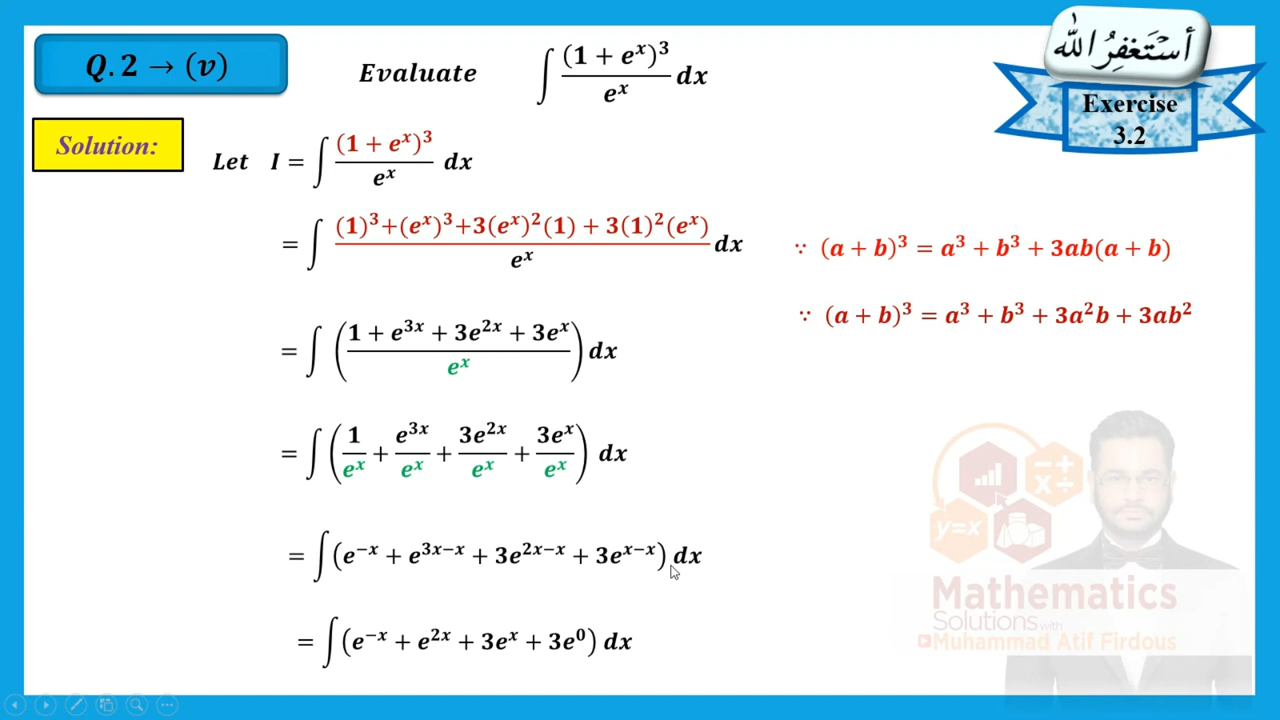 Q. 2 → (v)
Evaluate ∫ (1 + e^x)^3 / e^x dx
أستغفر الله
Exercise
3.2
Solution:
Let I = ∫ (1 + e^x)^3 / e^x dx
= ∫ (1)^3+(e^x)^3+3(e^x)^2(1) + 3(1)^2(e^x) / e^x dx
∵ (a + b)^3 = a^3 + b^3 + 3ab(a + b)
∵ (a + b)^3 = a^3 + b^3 + 3a^2b + 3ab^2
= ∫ (1 + e^3x + 3e^2x + 3e^x / e^x) dx
= ∫ (1/e^x + e^3x/e^x + 3e^2x/e^x + 3e^x/e^x) dx
= ∫ (e^−x + e^3x−x + 3e^2x−x + 3e^x−x) dx
= ∫ (e^−x + e^2x + 3e^x + 3e^0) dx
−+
×÷
y=x
Mathematics
Solutions with
Muhammad Atif Firdous